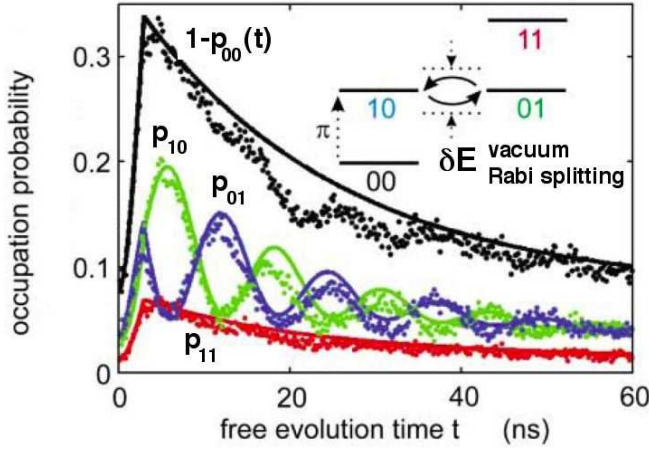 occupation probability
0.3
0.2
0.1
0
1-p00(t)
p10
p01
p11
11
10
01
π
00
δE
vacuum
Rabi splitting
0
20
40
60
free evolution time t (ns)